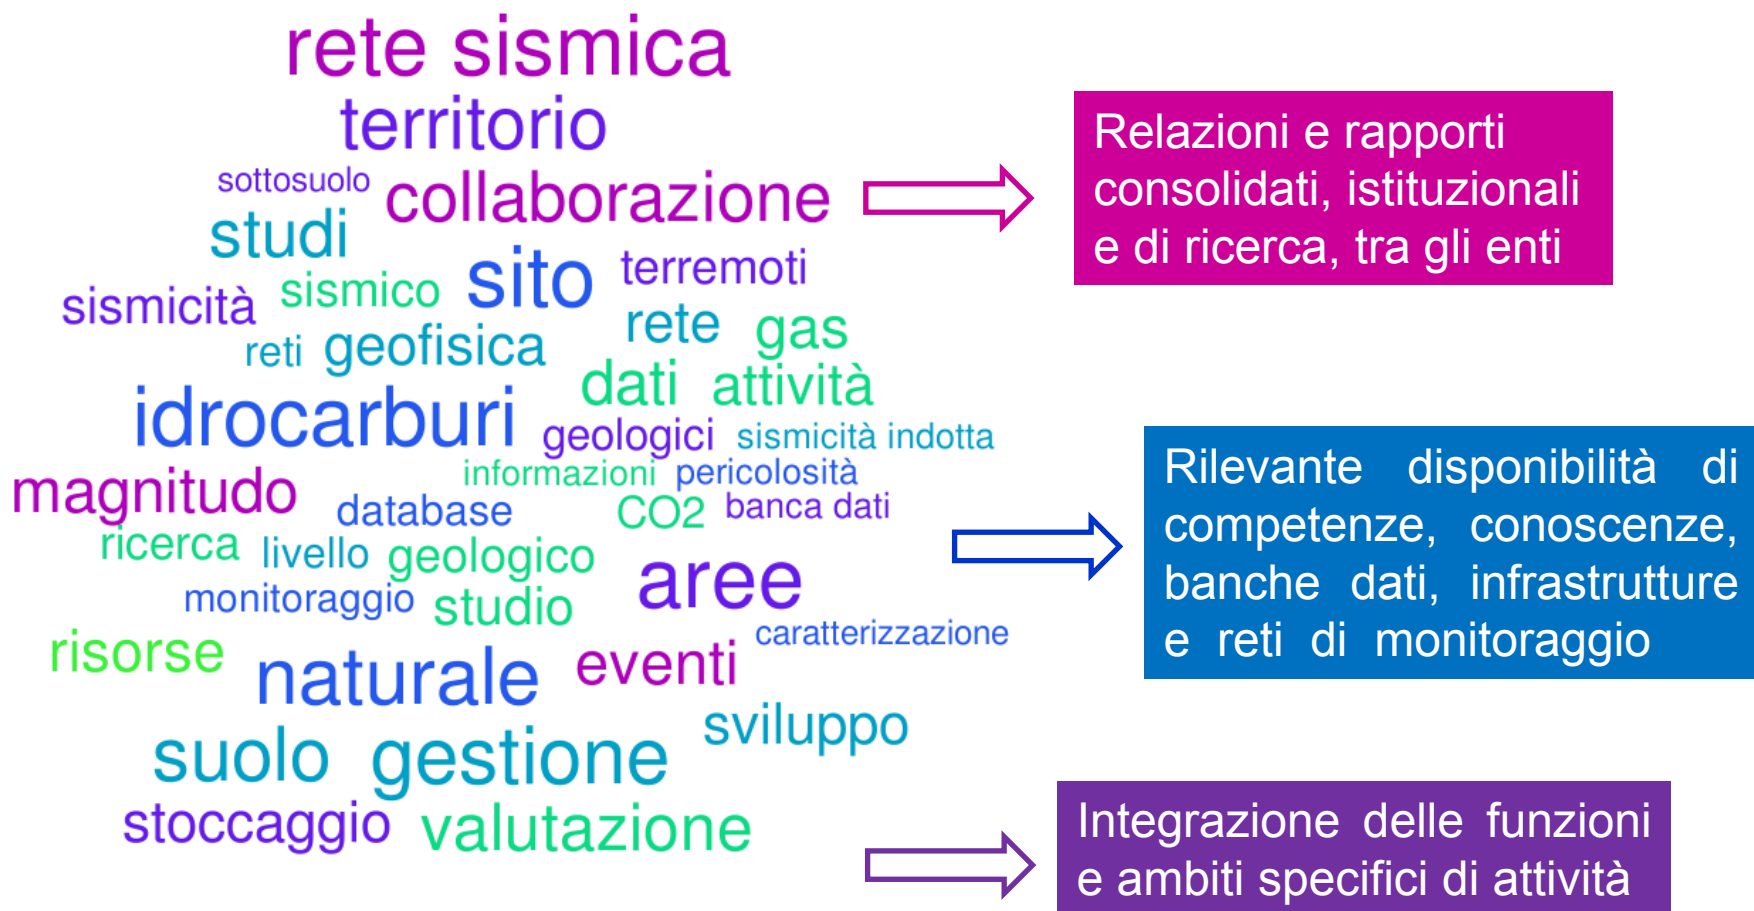 rete sismica
territorio
sottosuolo collaborazione
studi
sito terremoti
sismicità sismico
rete gas
reti geofisica
dati attività
idrocarburi
geologici sismicità indotta
informazioni pericolosità
magnitudo
database CO2 banca dati
ricerca livello geologico
aree
monitoraggio studio
caratterizzazione
risorse naturale eventi
sviluppo
suolo gestione
stoccaggio valutazione
Relazioni e rapporti
consolidati, istituzionali
e di ricerca, tra gli enti
Rilevante disponibilità di
competenze, conoscenze,
banche dati, infrastrutture
e reti di monitoraggio
Integrazione delle funzioni
e ambiti specifici di attività